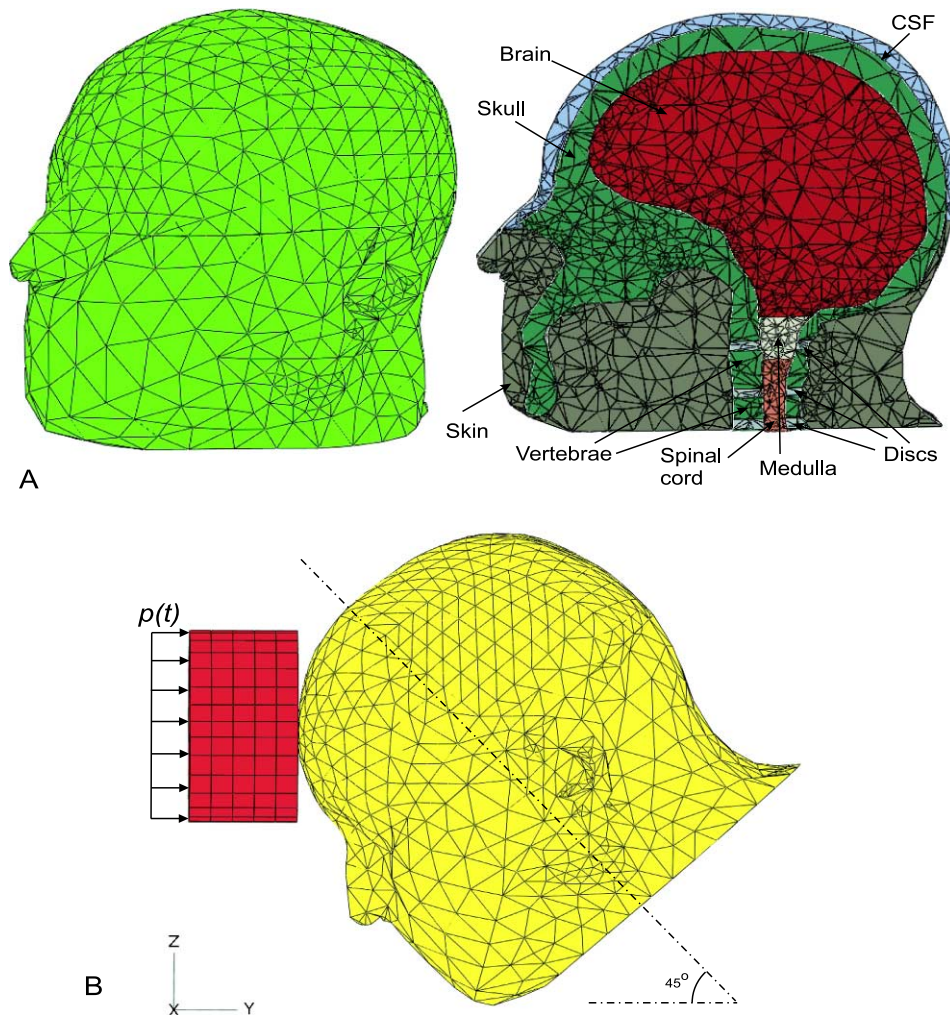 CSF
Brain
Skull
Skin
Vertebrae
Spinal cord
Medulla
Discs
A
p(t)
45°
Z
X
Y
B